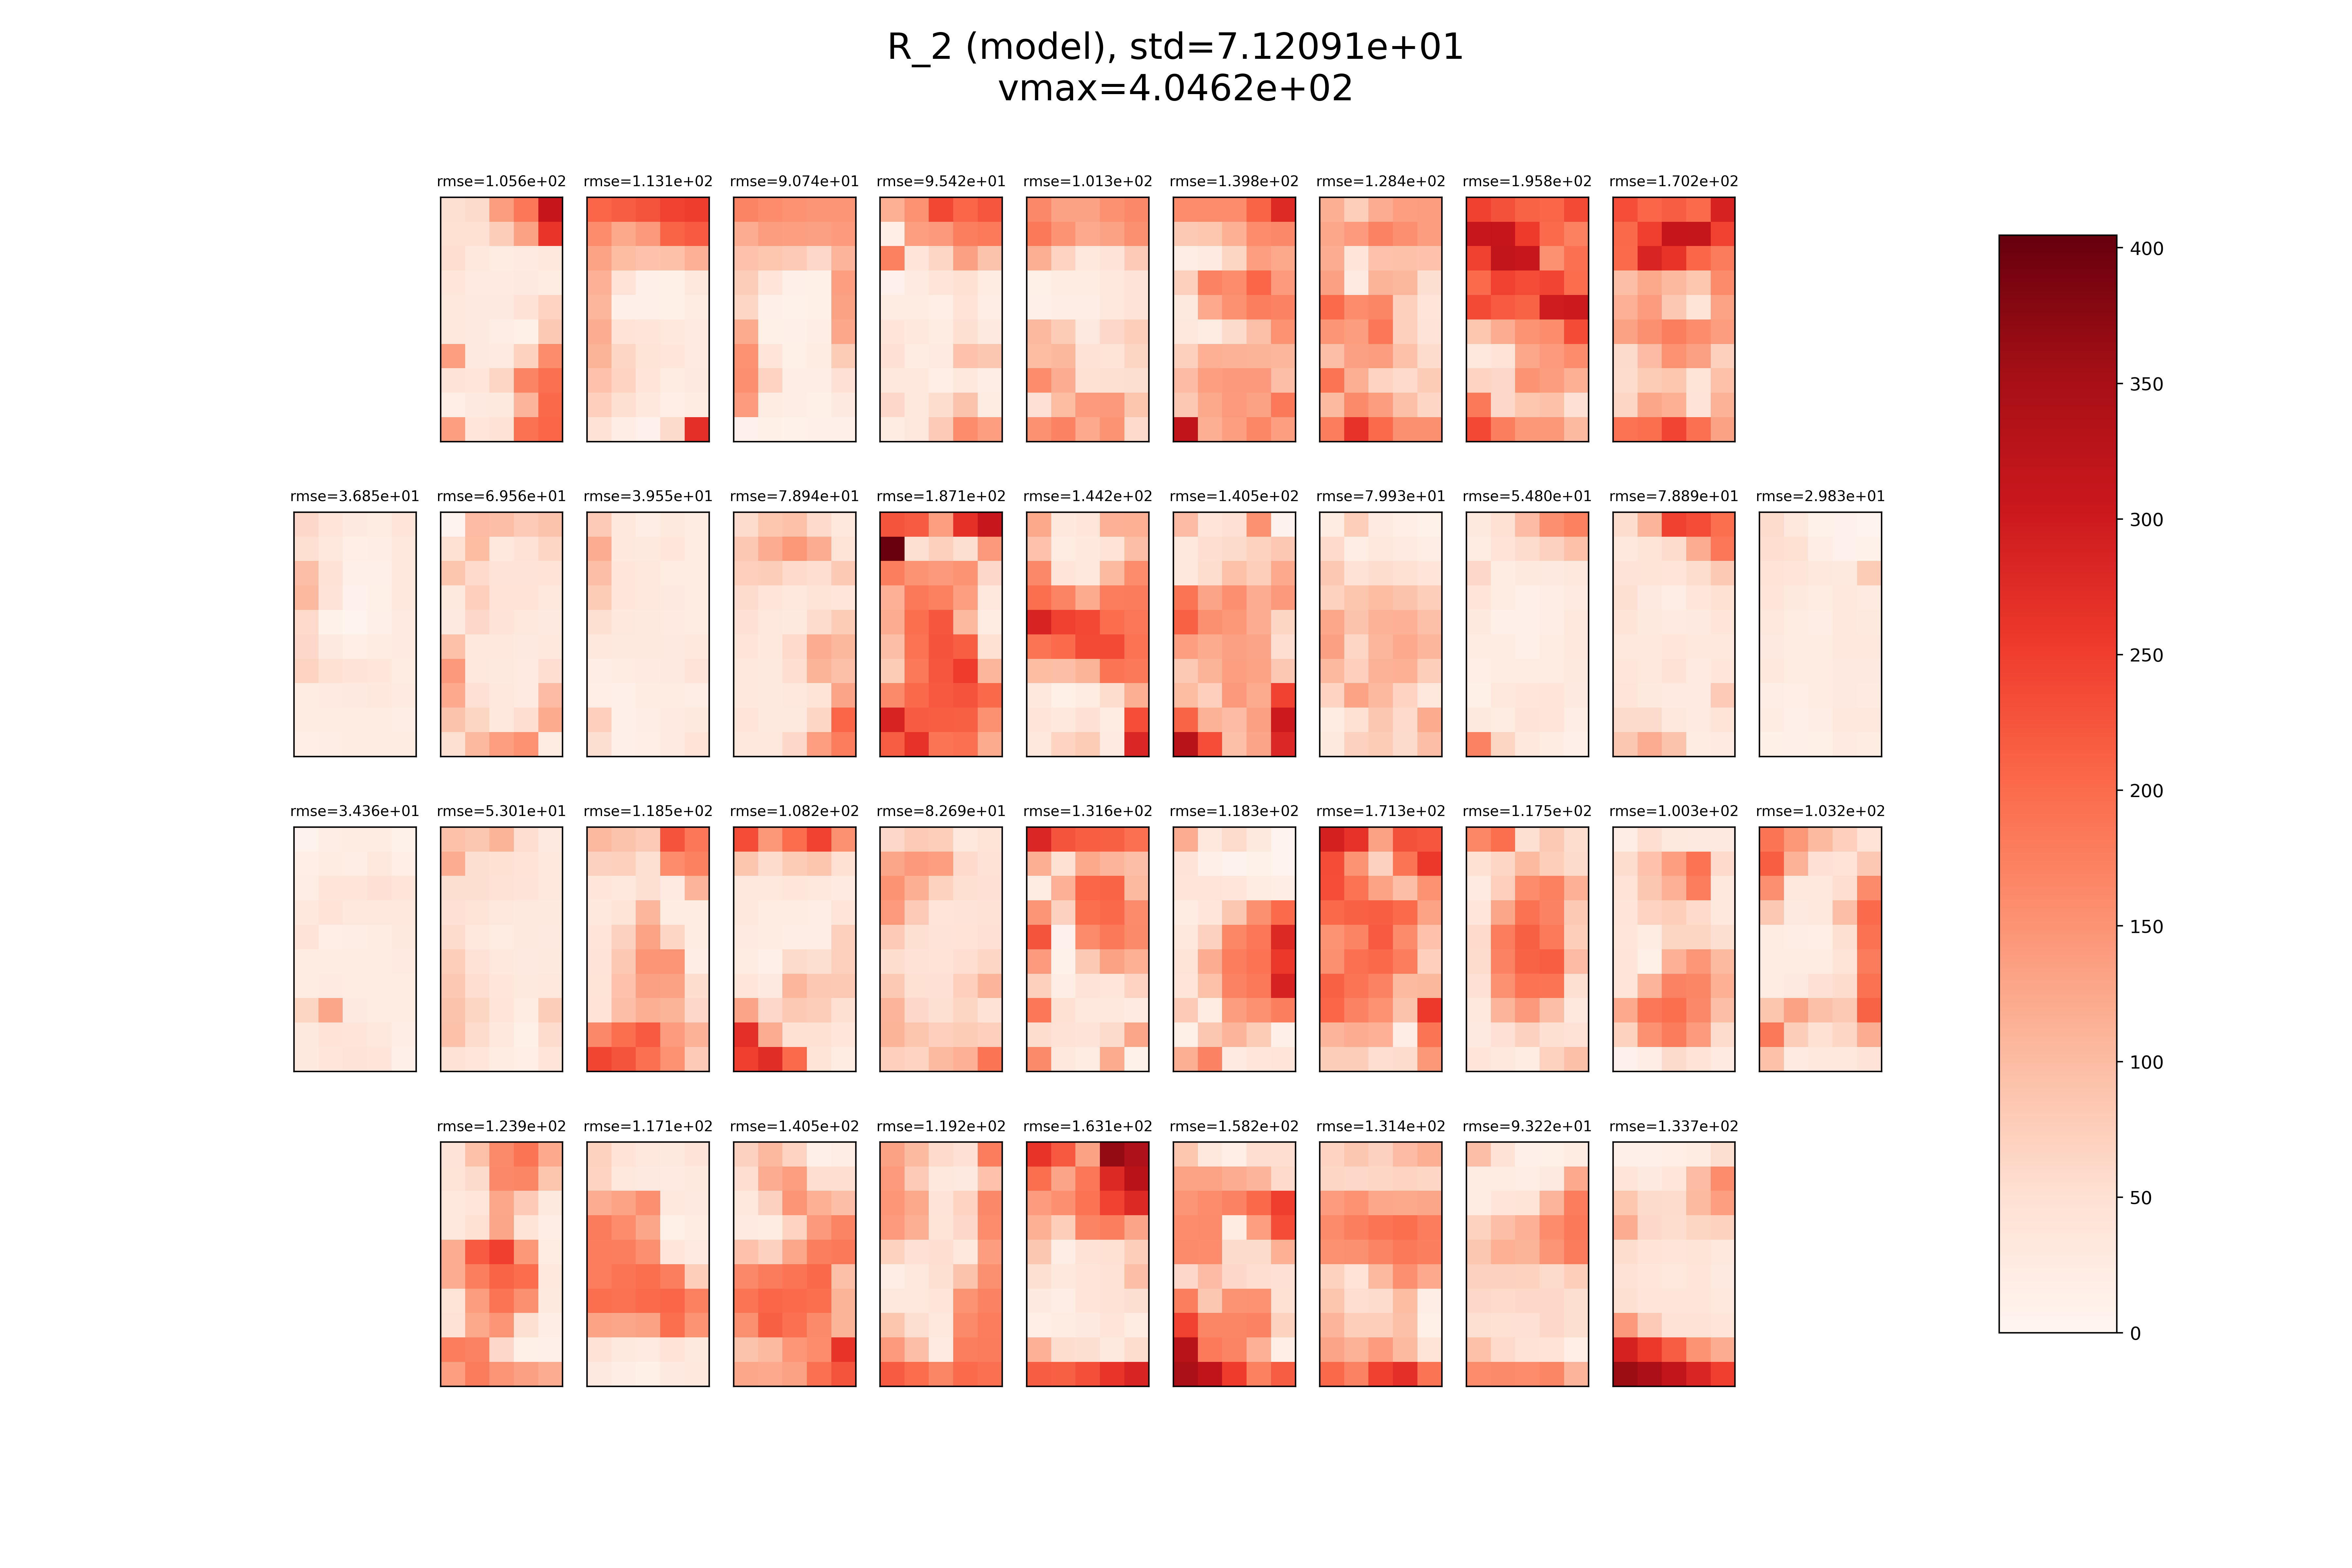 R_2 (model), std=7.12091e+01
vmax=4.0462e+02
rmse=1.056e+02 rmse=1.131e+02 rmse=9.074e+01 rmse=9.542e+01 rmse=1.013e+02 rmse=1.398e+02 rmse=1.284e+02 rmse=1.958e+02 rmse=1.702e+02
rmse=3.685e+01 rmse=6.956e+01 rmse=3.955e+01 rmse=7.894e+01 rmse=1.871e+02 rmse=1.442e+02 rmse=1.405e+02 rmse=7.993e+01 rmse=5.480e+01 rmse=7.889e+01 rmse=2.983e+01
rmse=3.436e+01 rmse=5.301e+01 rmse=1.185e+02 rmse=1.082e+02 rmse=8.269e+01 rmse=1.316e+02 rmse=1.183e+02 rmse=1.713e+02 rmse=1.175e+02 rmse=1.003e+02 rmse=1.032e+02
rmse=1.239e+02 rmse=1.171e+02 rmse=1.405e+02 rmse=1.192e+02 rmse=1.631e+02 rmse=1.582e+02 rmse=1.314e+02 rmse=9.322e+01 rmse=1.337e+02
400
350
300
250
200
150
100
50
0